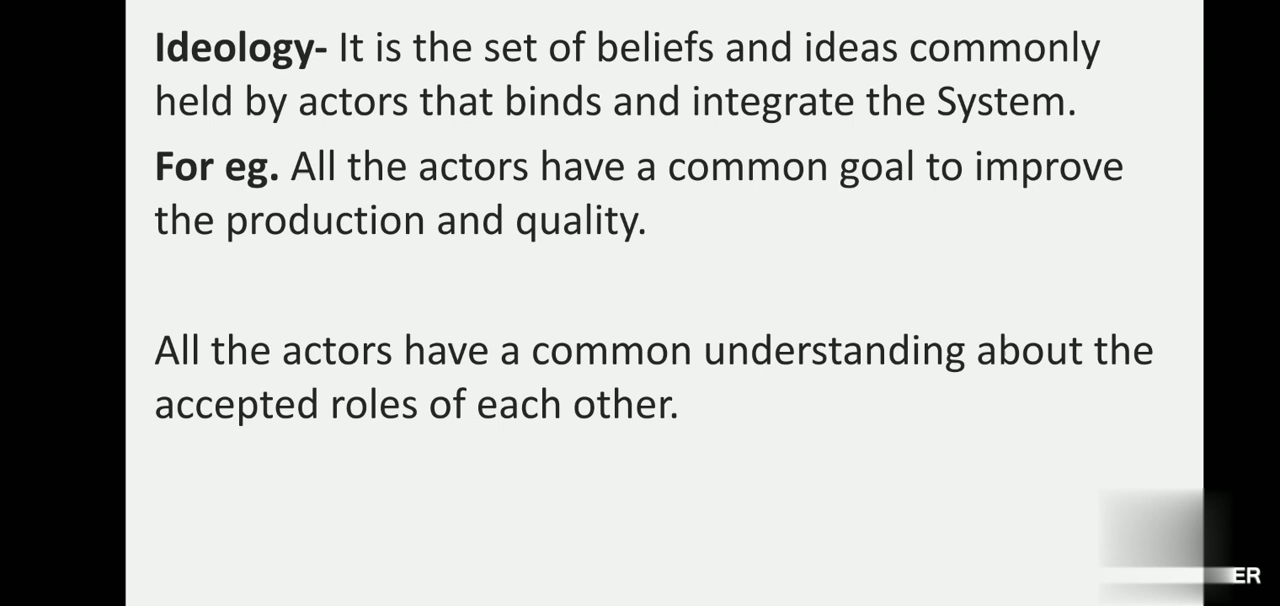 Ideology- It is the set of beliefs and ideas commonly
held by actors that binds and integrate the System.
For eg. All the actors have a common goal to improve
the production and quality.
All the actors have a common understanding about the
accepted roles of each other.
ER